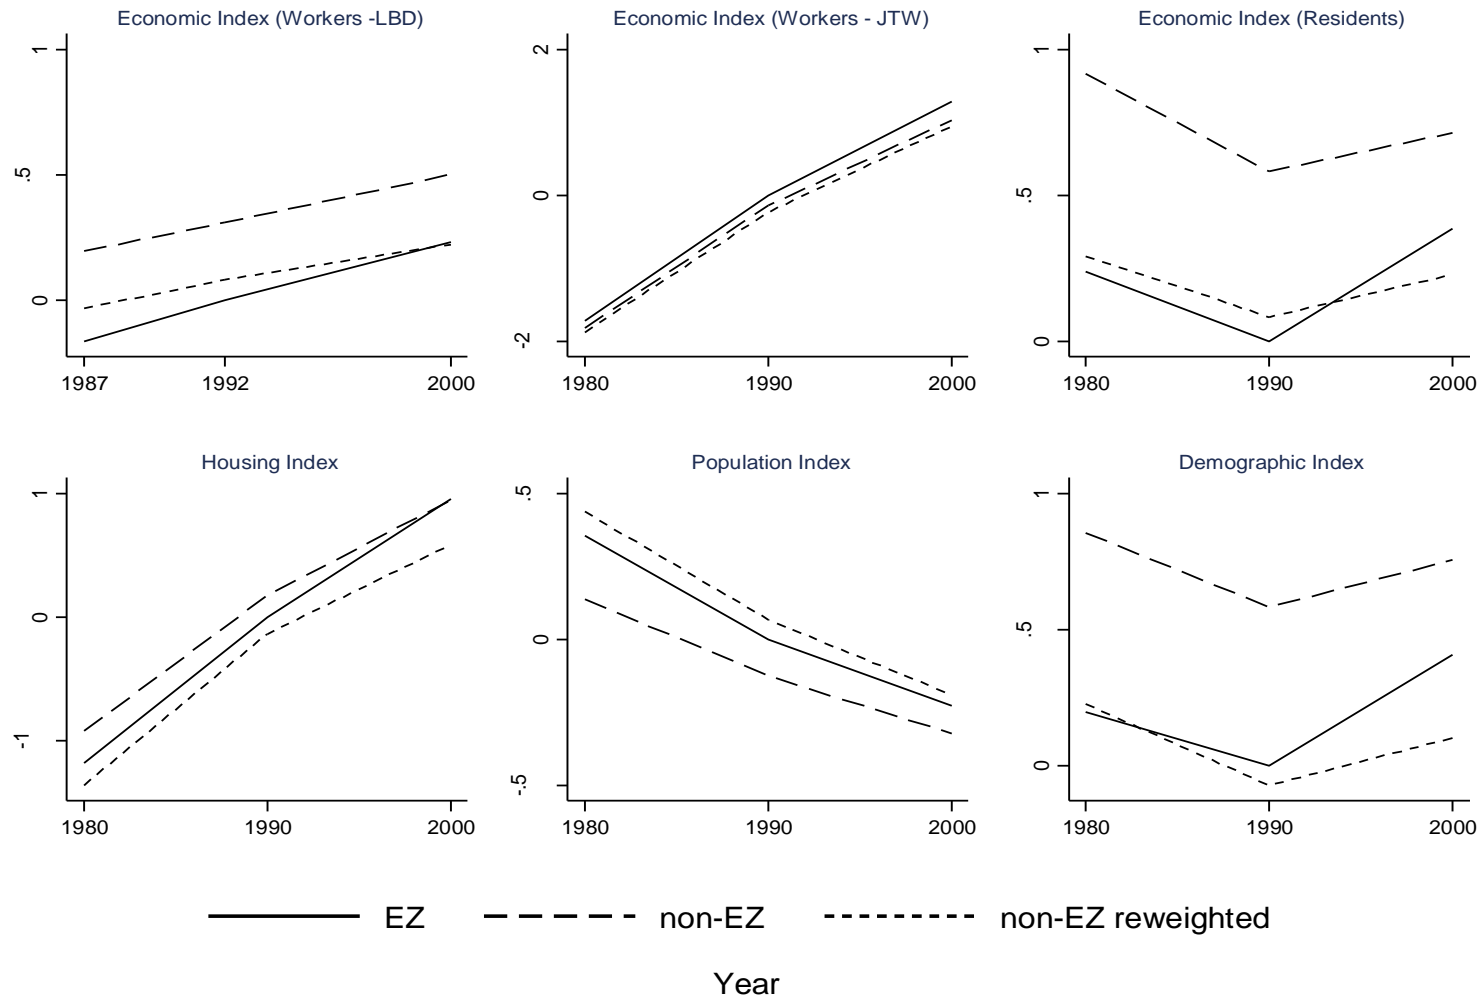 Economic Index (Workers -LBD)
1
.5
0
1987 1992 2000
Economic Index (Workers - JTW)
2
0
-2
1980 1990 2000
Economic Index (Residents)
1
.5
0
1980 1990 2000
Housing Index
1
0
-1
1980 1990 2000
Population Index
.5
0
-.5
1980 1990 2000
Demographic Index
1
.5
0
1980 1990 2000
EZ non-EZ non-EZ reweighted
Year